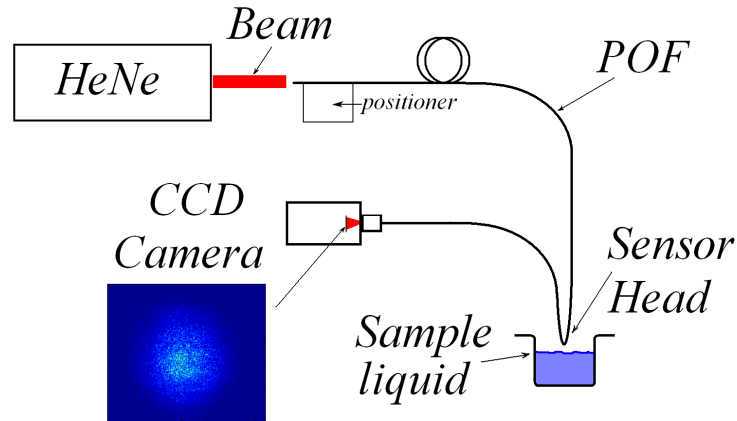 Beam
HeNe
positioner
POF
CCD
Camera
Sensor
Head
Sample
liquid